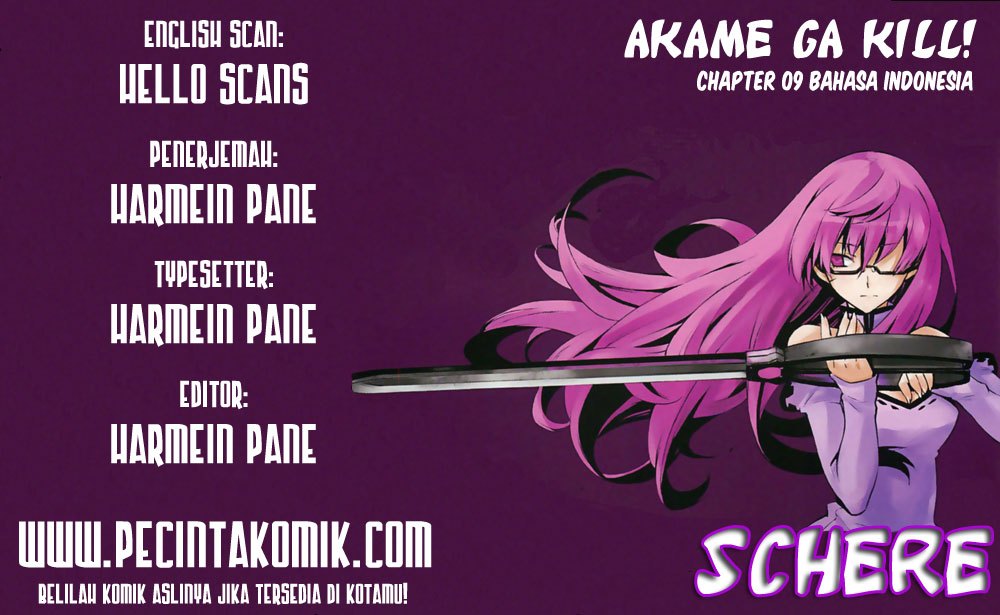 ENGLISH SCAN:
HELLO SCANS
PENERJEMAH:
HARMEIN PANE
TYPESETTER:
HARMEIN PANE
EDITOR:
HARMEIN PANE
WWW.PECINTAKOMIK.COM
BELILAH KOMIK ASLINYA JIKA TERSEDIA DI KOTAMU!
AKAME GA KILL!
CHAPTER 09 BAHASA INDONESIA
SCHERE